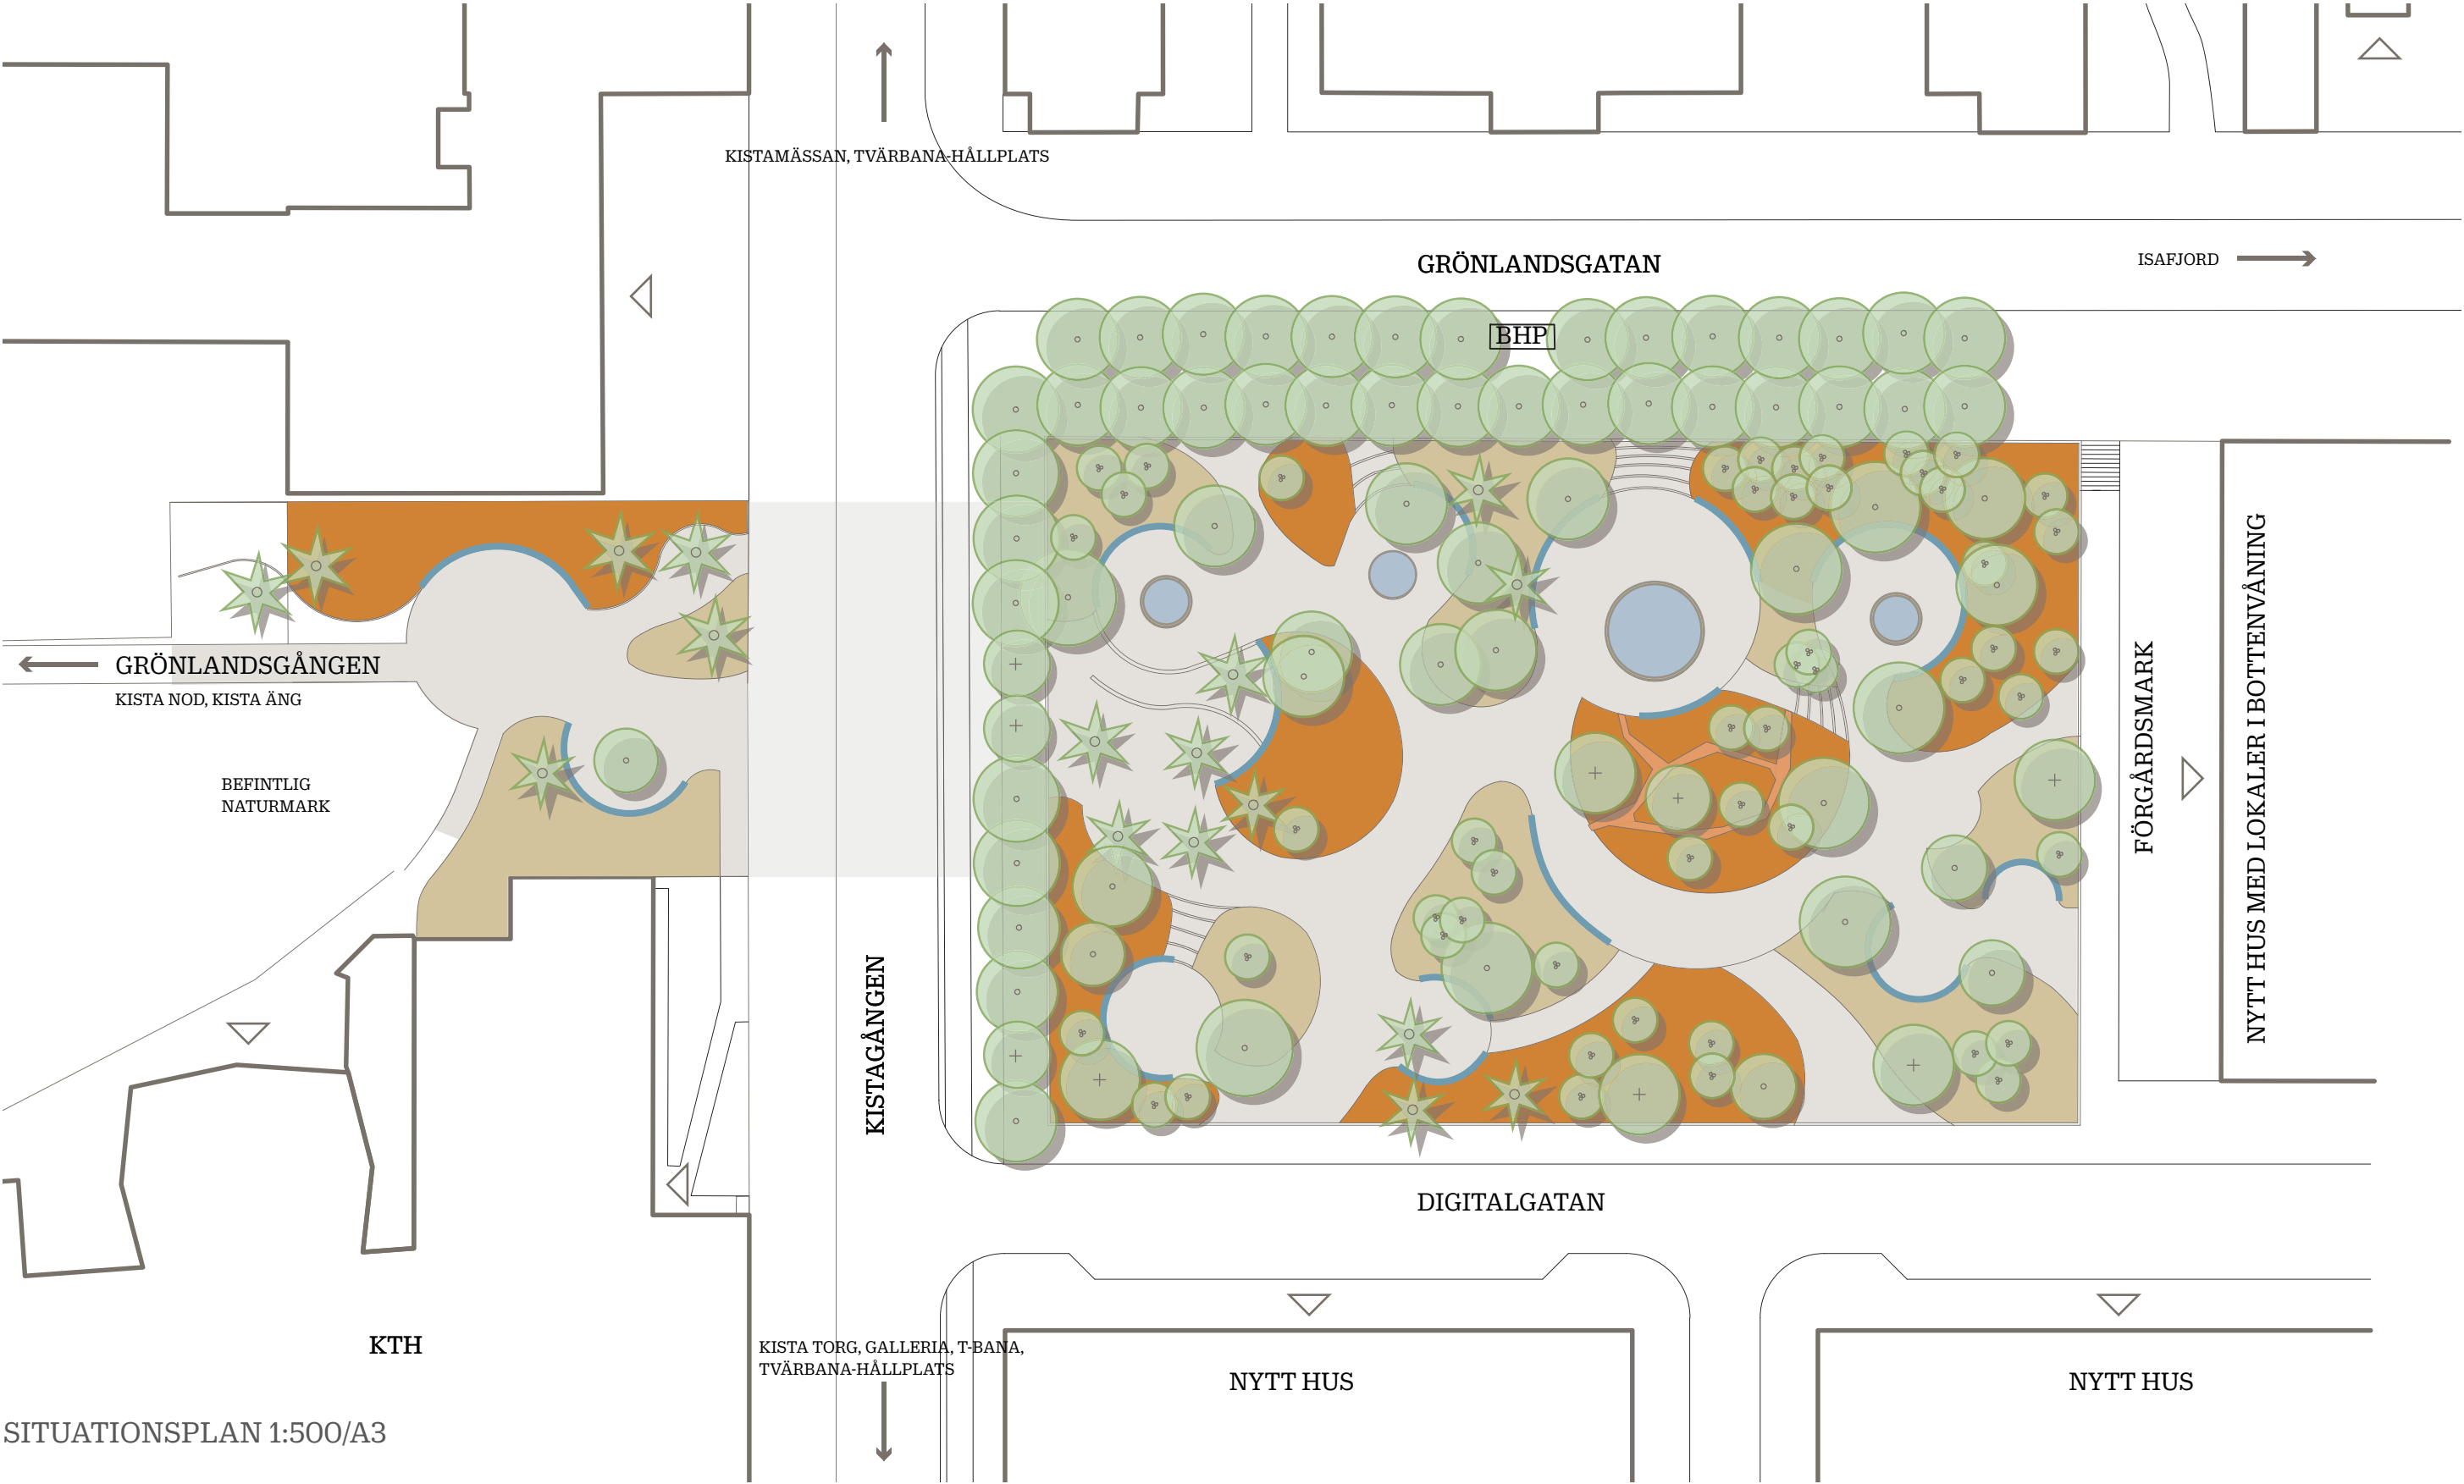 KISTAMÄSSAN, TVÄRBANA-HÅLLPLATS
GRÖNLANDSGATAN
ISAFJORD
BHP
GRÖNLANDSGÅNGEN
KISTA NOD, KISTA ÄNG
BEFINTLIG
NATURMARK
KISTAGÅNGEN
FÖRGÅRDSMARK
NYTT HUS MED LOKALER I BOTTENVÅNING
DIGITALGATAN
KTH
KISTA TORG, GALLERIA, T-BANA,
TVÄRBANA-HÅLLPLATS
NYTT HUS
NYTT HUS
SITUATIONSPLAN 1:500/A3